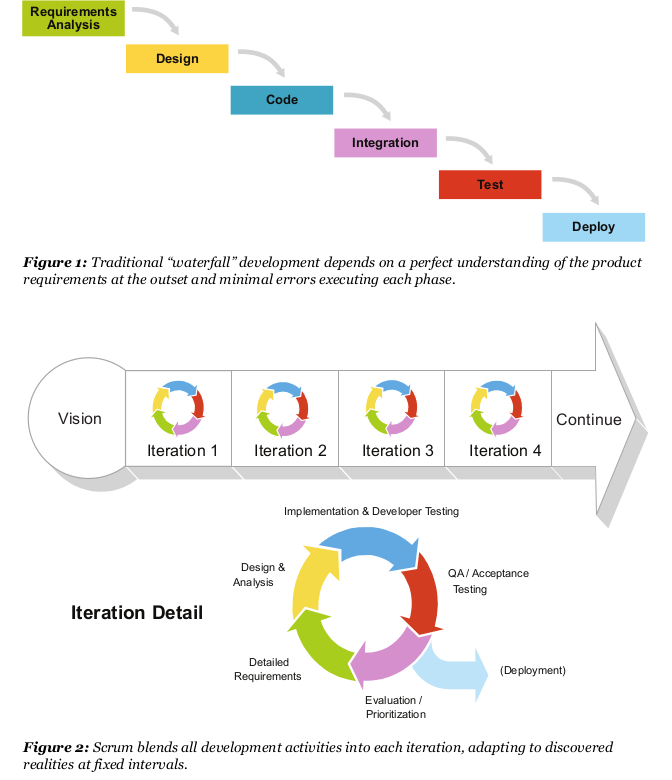 Requirements
Analysis
Design
Code
Integration
Test
Deploy
Figure 1: Traditional “waterfall” development depends on a perfect understanding of the product
requirements at the outset and minimal errors executing each phase.
Vision
Iteration 1
Iteration 2
Iteration 3
Iteration 4
Continue
Implementation & Developer Testing
Design &
Analysis
QA / Acceptance
Testing
Iteration Detail
Detailed
Requirements
(Deployment)
Evaluation /
Prioritization
Figure 2: Scrum blends all development activities into each iteration, adapting to discovered
realities at fixed intervals.